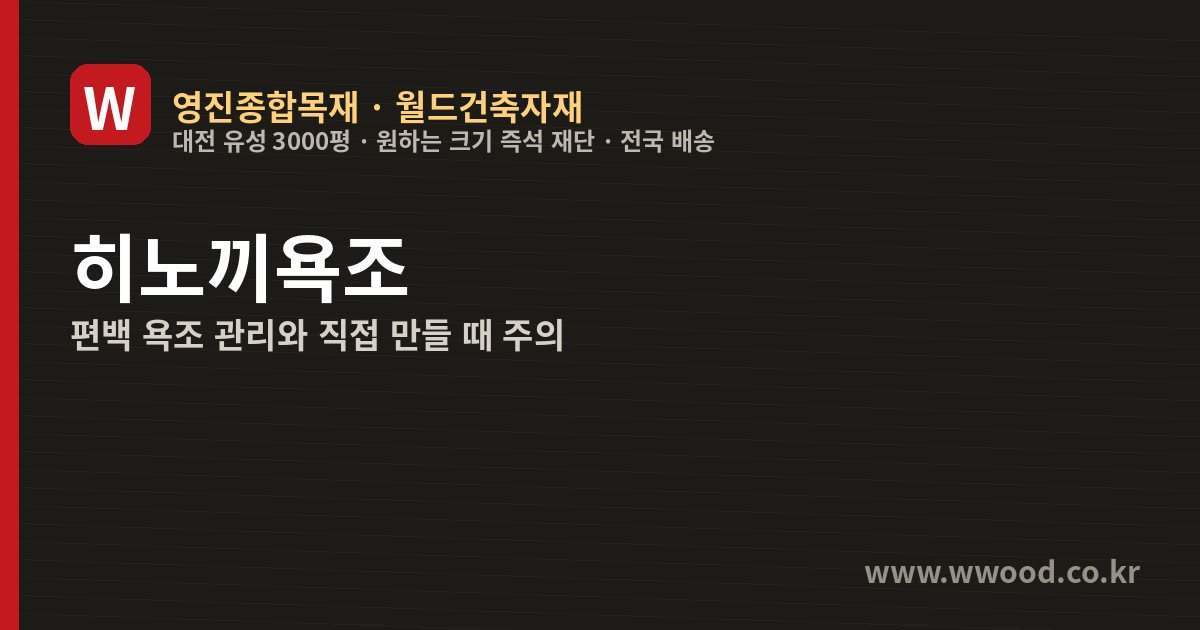 W
영진종합목재 · 월드건축자재
대전 유성 3000평 · 원하는 크기 즉석 재단 · 전국 배송
히노끼욕조
편백 욕조 관리와 직접 만들 때 주의
www.wwood.co.kr